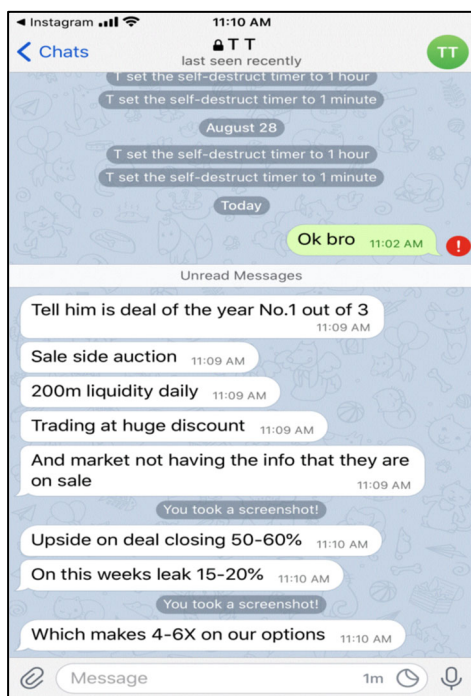 Instagram
11:10 AM
Chats
T T
last seen recently
TT
T set the self-destruct timer to 1 hour
T set the self-destruct timer to 1 minute
August 28
T set the self-destruct timer to 1 hour
T set the self-destruct timer to 1 minute
Today
Ok bro 11:02 AM
!
Unread Messages
Tell him is deal of the year No.1 out of 3
11:09 AM
Sale side auction 11:09 AM
200m liquidity daily 11:09 AM
Trading at huge discount 11:09 AM
And market not having the info that they are
on sale 11:09 AM
You took a screenshot!
Upside on deal closing 50-60% 11:10 AM
On this weeks leak 15-20% 11:10 AM
You took a screenshot!
Which makes 4-6X on our options 11:10 AM
Message 1m